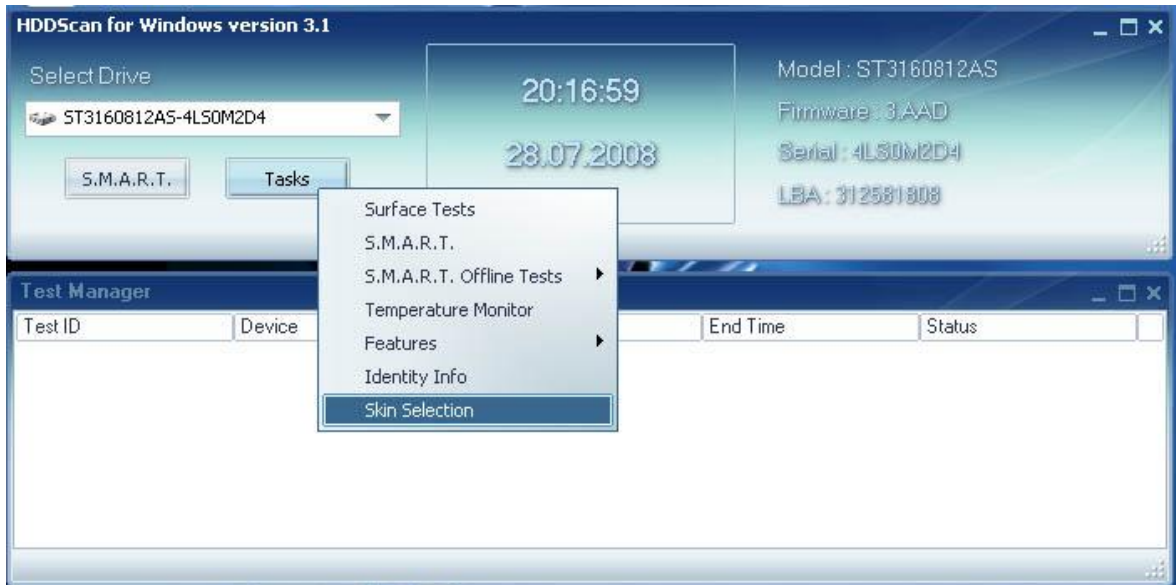 HDDScan for Windows version 3.1
Select Drive
ST3160812AS-4LS0M2D4
S.M.A.R.T.
Tasks
20:16:59
28.07.2008
Model : ST3160812AS
Firmware : 3.AAD
Serial : 4LS0M2D4
LBA : 312581808
Surface Tests
S.M.A.R.T.
S.M.A.R.T. Offline Tests
Temperature Monitor
Features
Identity Info
Skin Selection
Test Manager
Test ID Device End Time Status